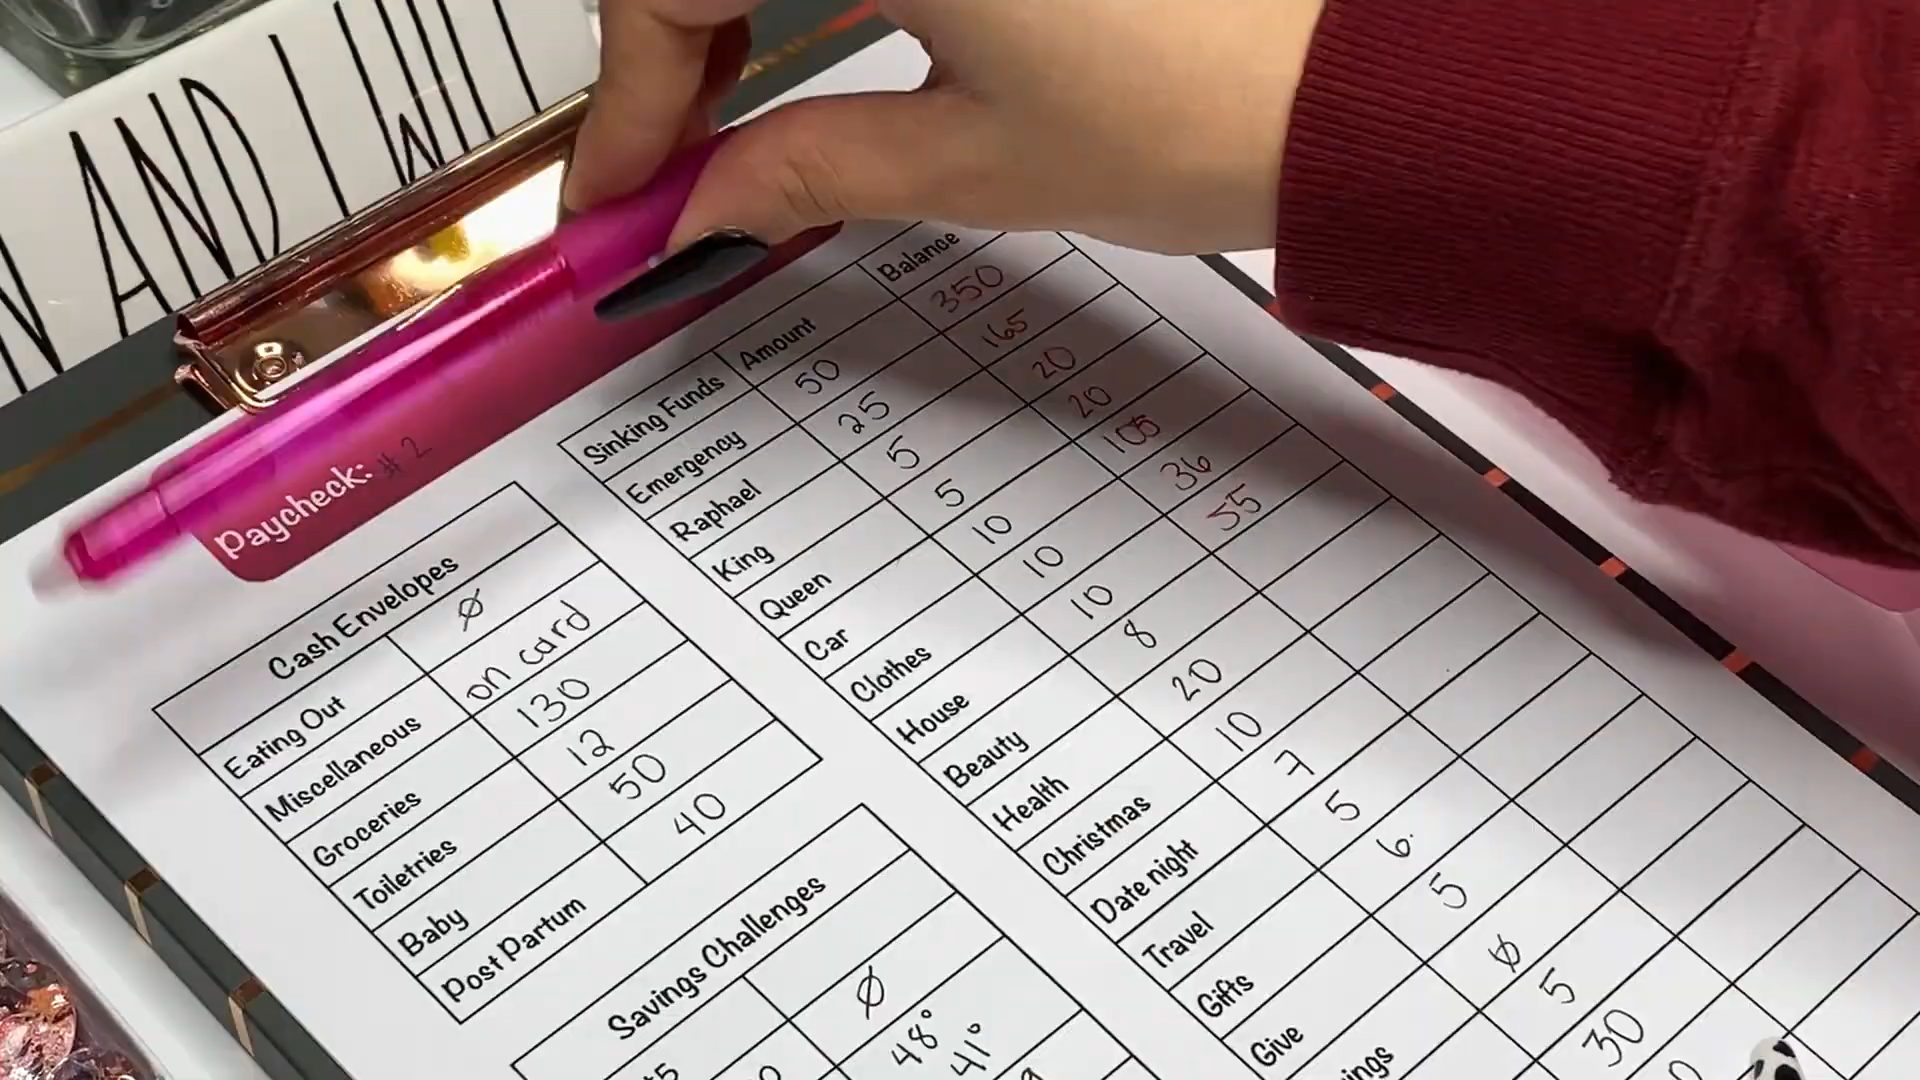 AND I
Paycheck: #2
Cash Envelopes
Eating Out ∅
Miscellaneous on card
Groceries 130
Toiletries 12
Baby 50
Post Partum 40
Savings Challenges
∅
48°
41°
Sinking Funds Amount Balance
Emergency 50 350
Raphael 25 165
King 5 20
Queen 5 20
Car 10 105
Clothes 10 36
House 10 55
Beauty 8
Health 20
Christmas 10
Date night 7
Travel 5
Gifts 6
Give 5
∅
5
30